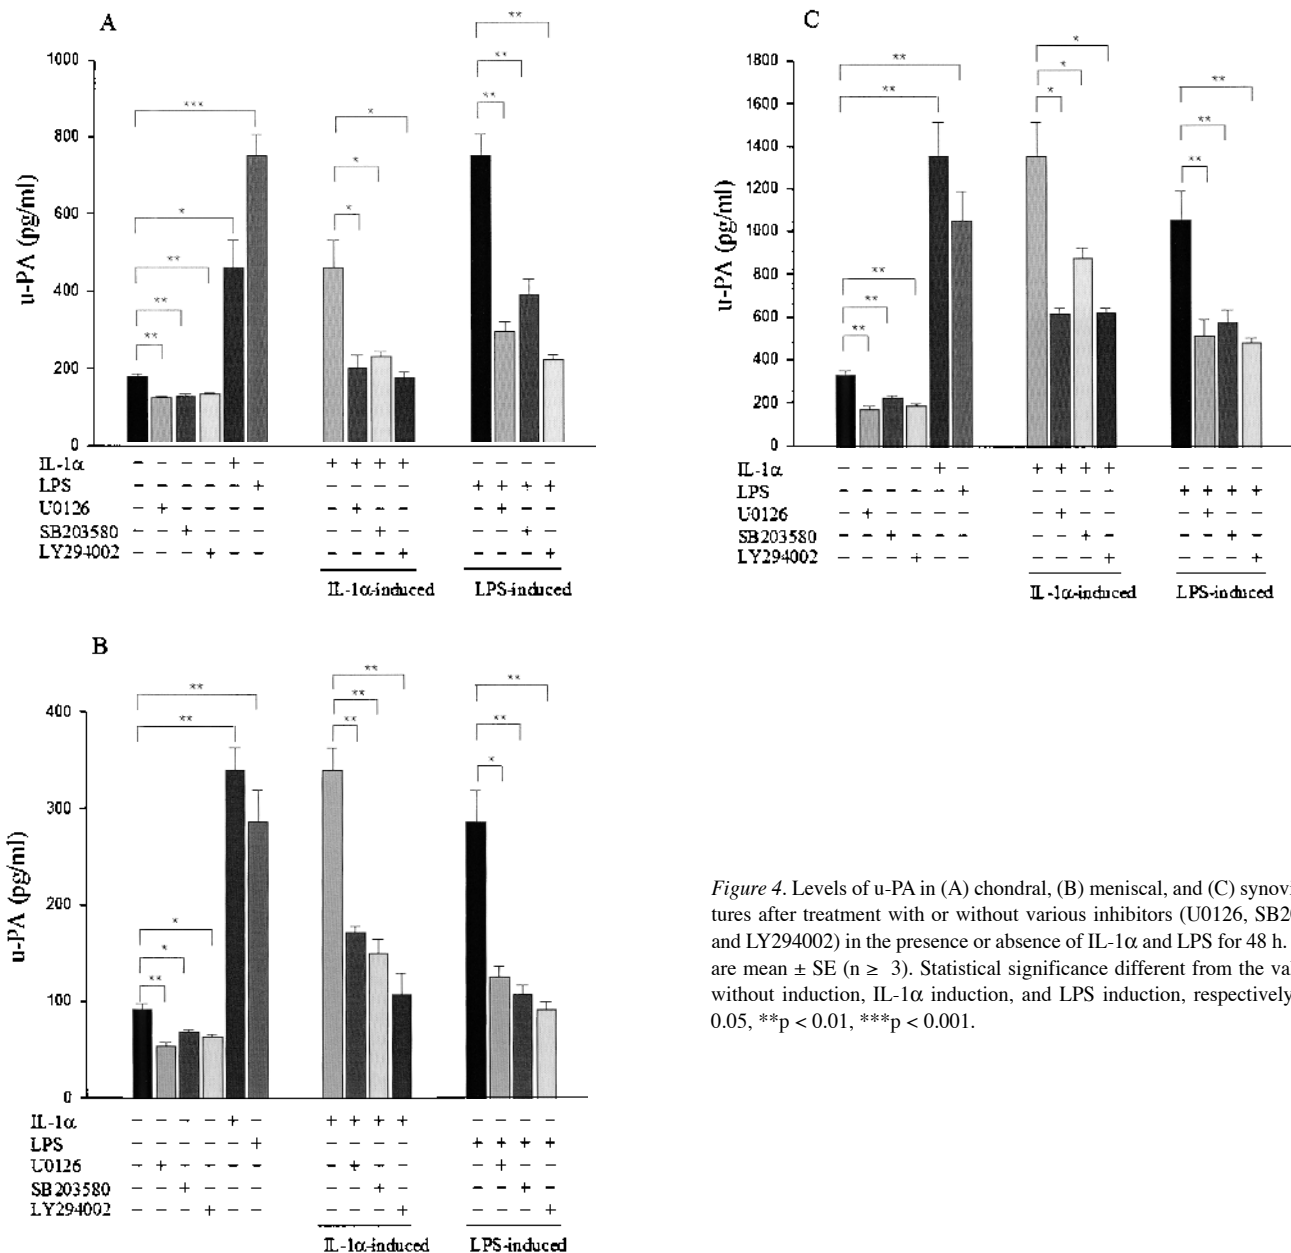 A
***
*
**
**
**
*
*
*
**
**
**
u-PA (pg/ml)
1000
800
600
400
200
0
IL-1α – – – – + – + + + + – – – –
LPS – – – – – + – – – – + + + +
U0126 – + – – – – – + – – – + – –
SB203580 – – + – – – – – + – – – + –
LY294002 – – – + – – – – – + – – – +
IL-1α-induced LPS-induced
C
**
**
**
**
**
*
*
*
**
**
**
u-PA (pg/ml)
1800
1600
1400
1200
1000
800
600
400
200
0
IL-1α – – – – + – + + + + – – – –
LPS – – – – – + – – – – + + + +
U0126 – + – – – – – + – – – + – –
SB203580 – – + – – – – – + – – – + –
LY294002 – – – + – – – – – + – – – +
IL-1α-induced LPS-induced
B
**
**
*
*
**
**
**
**
**
**
*
u-PA (pg/ml)
400
300
200
100
0
IL-1α – – – – + – + + + + – – – –
LPS – – – – – + – – – – + + + +
U0126 – + – – – – – + – – – + – –
SB203580 – – + – – – – – + – – – + –
LY294002 – – – + – – – – – + – – – +
IL-1α-induced LPS-induced
Figure 4. Levels of u-PA in (A) chondral, (B) meniscal, and (C) synovi
tures after treatment with or without various inhibitors (U0126, SB20
and LY294002) in the presence or absence of IL-1α and LPS for 48 h.
are mean ± SE (n ≥ 3). Statistical significance different from the val
without induction, IL-1α induction, and LPS induction, respectively
0.05, **p < 0.01, ***p < 0.001.